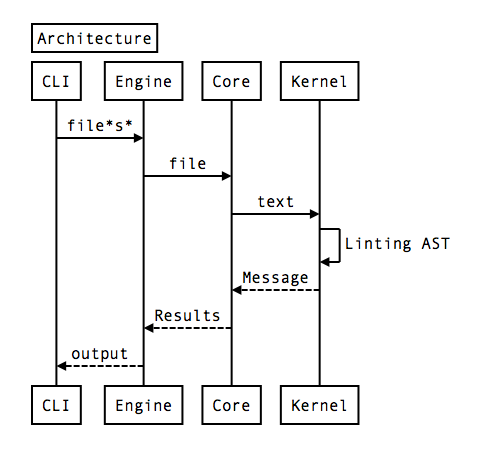 Architecture
CLI Engine Core Kernel
file*s*
file
text
Linting AST
Message
Results
output
CLI Engine Core Kernel